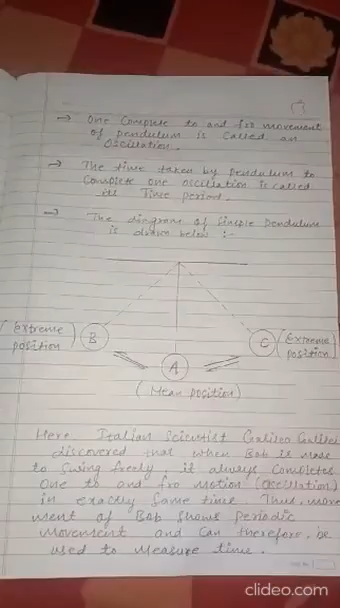 → One Complete to and fro movement
of pendulum is called an
Oscillation.
→ The time taken by pendulum to
Complete one oscillation is called
its Time period.
→ The diagram of Simple pendulum
is drawn below :-
(extreme position) B
C (extreme position)
A
(Mean position)
Here Italian Scientist Galileo Galilei
discovered that when Bob is made
to Swing freely, it always Completes
One to and fro motion (oscillation)
in exactly Same time. Thus, move
ment of Bob Shows periodic
movement and Can therefore, be
used to measure time.
clideo.com